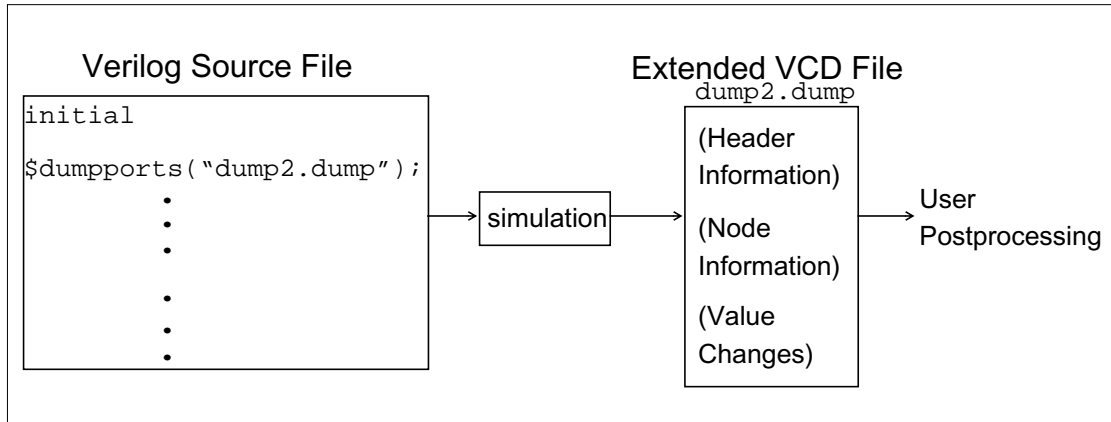 Verilog Source File
initial
$dumpports(“dump2.dump”);
simulation
Extended VCD File
dump2.dump
(Header
Information)
(Node
Information)
(Value
Changes)
User
Postprocessing